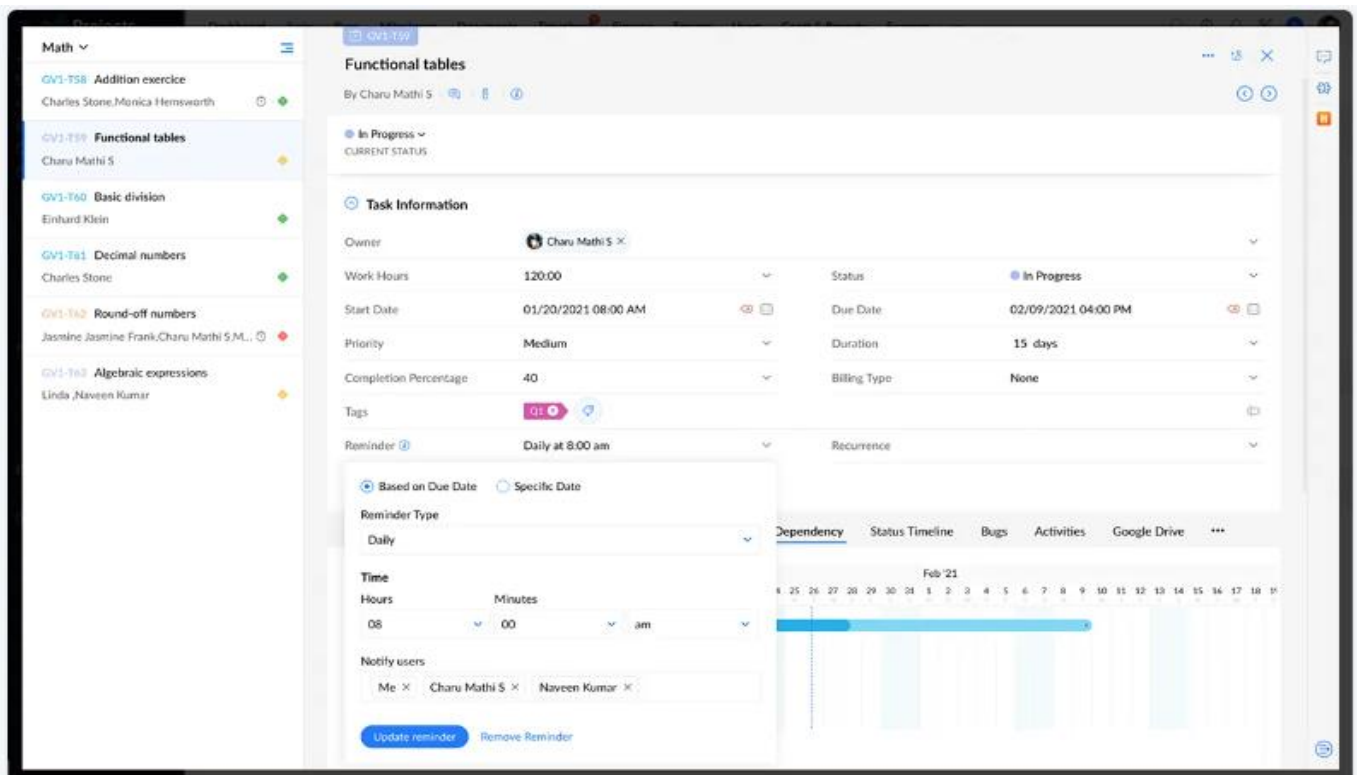 Projects
Math
GV1-T58 Addition exercice
Charles Stone,Monica Hemsworth
GV1-T59 Functional tables
Charu Mathi S
GV1-T60 Basic division
Einhard Klein
GV1-T61 Decimal numbers
Charles Stone
GV1-T62 Round-off numbers
Jasmine Jasmine Frank,Charu Mathi S,M...
GV1-T63 Algebraic expressions
Linda ,Naveen Kumar
GV1-T59
Functional tables
By Charu Mathi S
In Progress
CURRENT STATUS
Task Information
Owner Charu Mathi S
Work Hours 120:00 Status In Progress
Start Date 01/20/2021 08:00 AM Due Date 02/09/2021 04:00 PM
Priority Medium Duration 15 days
Completion Percentage 40 Billing Type None
Tags Q1
Reminder Daily at 8:00 am Recurrence
Based on Due Date Specific Date
Reminder Type
Daily
Time
Hours Minutes
08 00 am
Notify users
Me Charu Mathi S Naveen Kumar
Update reminder Remove Reminder
Dependency Status Timeline Bugs Activities Google Drive
Feb '21
25 26 27 28 29 30 31 1 2 3 4 5 6 7 8 9 10 11 12 13 14 15 16 17 18